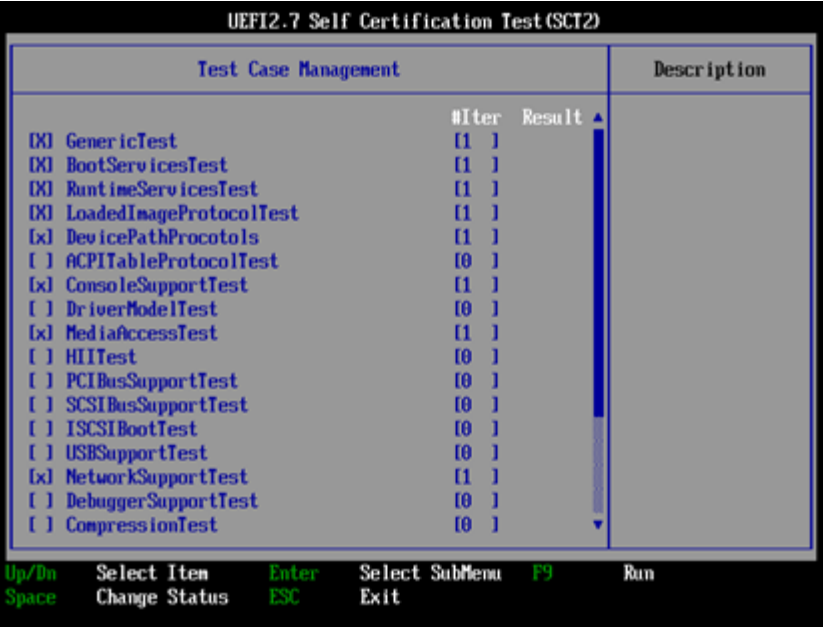 UEFI2.7 Self Certification Test(SCT2)
Test Case Management Description
#Iter Result
[X] GenericTest [1 ]
[X] BootServicesTest [1 ]
[X] RuntimeServicesTest [1 ]
[X] LoadedImageProtocolTest [1 ]
[x] DevicePathProcotols [1 ]
[ ] ACPITableProtocolTest [0 ]
[x] ConsoleSupportTest [1 ]
[ ] DriverModelTest [0 ]
[x] MediaAccessTest [1 ]
[ ] HIITest [0 ]
[ ] PCIBusSupportTest [0 ]
[ ] SCSIBusSupportTest [0 ]
[ ] ISCSIBootTest [0 ]
[ ] USBSupportTest [0 ]
[x] NetworkSupportTest [1 ]
[ ] DebuggerSupportTest [0 ]
[ ] CompressionTest [0 ]
Up/Dn Select Item Enter Select SubMenu F9 Run
Space Change Status ESC Exit